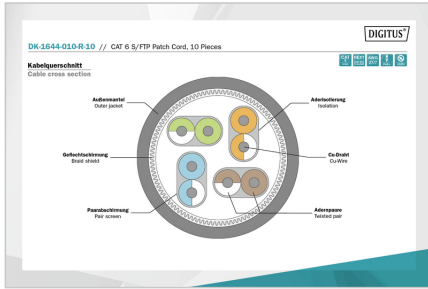 DIGITUS®
DK-1644-010-R-10 // CAT 6 S/FTP Patch Cord, 10 Pieces
Kabelquerschnitt
Cable cross section
Außenmantel
Outer jacket
Aderisolierung
Isolation
Geflechtschirmung
Braid shield
Cu-Draht
Cu-Wire
Paarabschirmung
Pair screen
Adernpaare
Twisted pair